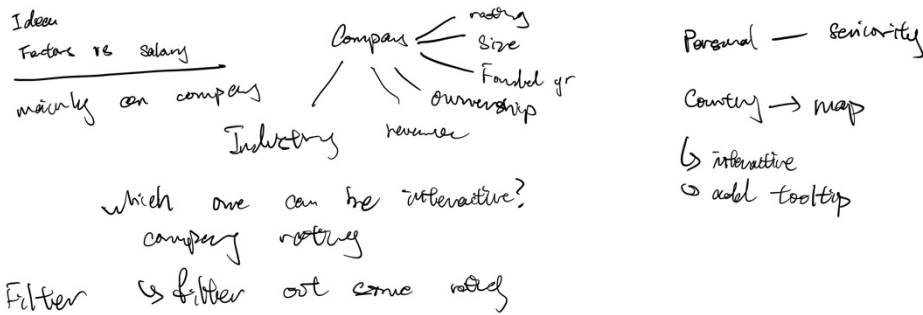 Ideas
Factors vs salary
mainly on company
Company
rating
size
Founded yr
ownership
revenue
Industry
which one can be interactive?
company rating
Filter ↳ filter out some
Personal — seniority
Country → map
↳ interactive
↳ add tooltip